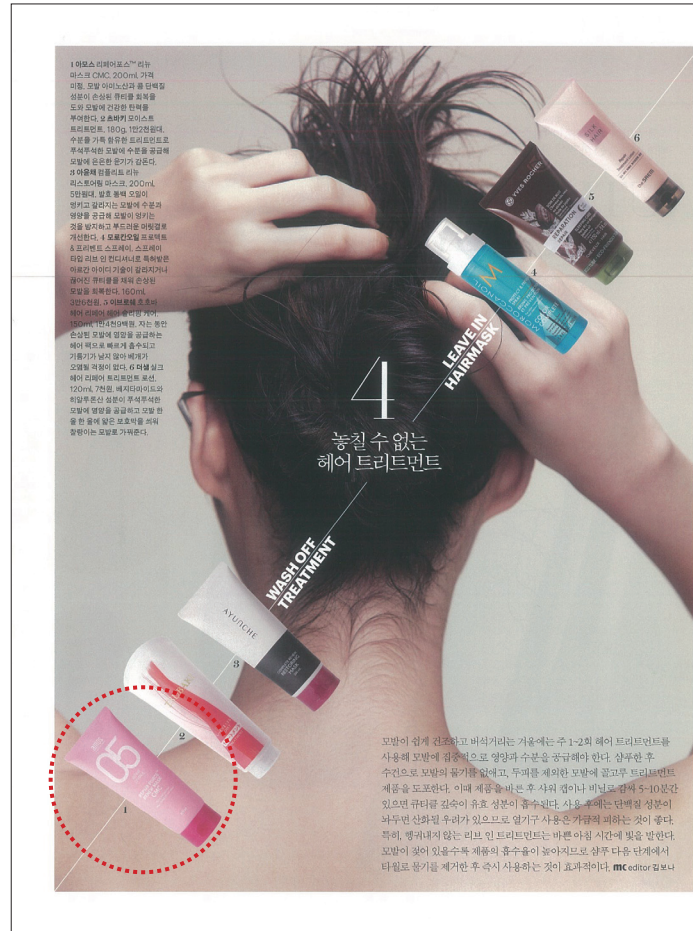 1 아모스 리페어포스™ 리뉴
마스크 CMC. 200ml, 가격
미정. 모발 아미노산과 콜 단백질
성분이 손상된 큐티클 회복을
도와 모발에 건강한 탄력을
부여한다. 2 츠바키 모이스트
트리트먼트. 180g, 1만2천원대.
수분을 가득 함유한 트리트먼트로
푸석푸석한 모발에 수분을 공급해
모발에 은은한 윤기가 감돈다.
3 아윤채 컴플리트 리뉴
리스토어링 마스크. 200ml,
5만원대. 발효 동백 오일이
엉키고 갈라지는 모발에 수분과
영양을 공급해 모발이 엉키는
것을 방지하고 부드러운 머릿결로
개선한다. 4 모로칸오일 프로텍트
& 프리벤트 스프레이. 스프레이
타입 리브 인 컨디셔너로 특허받은
아르간 아이디 기술이 갈라지거나
끊어진 큐티클을 채워 손상된
모발을 회복한다. 160ml,
3만6천원. 5 이브로쉐 호호바
헤어 리페어 헤어 슬리핑 케어.
150ml, 1만4천9백원. 자는 동안
손상된 모발에 영양을 공급하는
헤어 팩으로 빠르게 흡수되고
기름기가 남지 않아 베개가
오염될 걱정이 없다. 6 더샘 실크
헤어 리페어 트리트먼트 로션.
120ml, 7천원. 베지타마이드와
히알루론산 성분이 푸석푸석한
모발에 영양을 공급하고 모발 한
올 한 올에 얇은 보호막을 씌워
찰랑이는 모발로 가꿔준다.
6
5
YVES ROCHER
REPARATION
4
MOROCCANOIL
LEAVE IN
HAIRMASK
4
놓칠 수 없는
헤어 트리트먼트
WASH OFF
TREATMENT
AYUNCHE
3
2
05
1
모발이 쉽게 건조하고 버석거리는 겨울에는 주 1~2회 헤어 트리트먼트를
사용해 모발에 집중적으로 영양과 수분을 공급해야 한다. 샴푸한 후
수건으로 모발의 물기를 없애고, 두피를 제외한 모발에 골고루 트리트먼트
제품을 도포한다. 이때 제품을 바른 후 샤워 캡이나 비닐로 감싸 5~10분간
있으면 큐티클 깊숙이 유효 성분이 흡수된다. 사용 후에는 단백질 성분이
놔두면 산화될 우려가 있으므로 열기구 사용은 가급적 피하는 것이 좋다.
특히, 헹궈내지 않는 리브 인 트리트먼트는 바쁜 아침 시간에 빛을 발한다.
모발이 젖어 있을수록 제품의 흡수율이 높아지므로 샴푸 다음 단계에서
타월로 물기를 제거한 후 즉시 사용하는 것이 효과적이다. mc editor 김보나